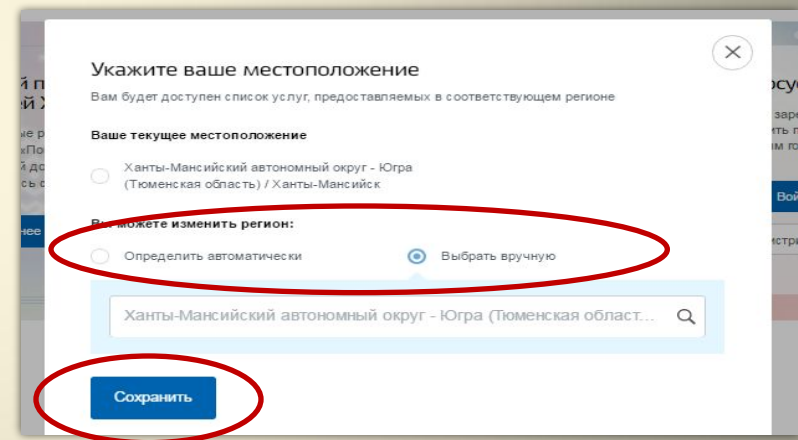 Укажите ваше местоположение
Вам будет доступен список услуг, предоставляемых в соответствующем регионе
Ваше текущее местоположение
Ханты-Мансийский автономный округ - Югра
(Тюменская область) / Ханты-Мансийск
Вы можете изменить регион:
Определить автоматически
Выбрать вручную
Ханты-Мансийский автономный округ - Югра (Тюменская област...
Сохранить